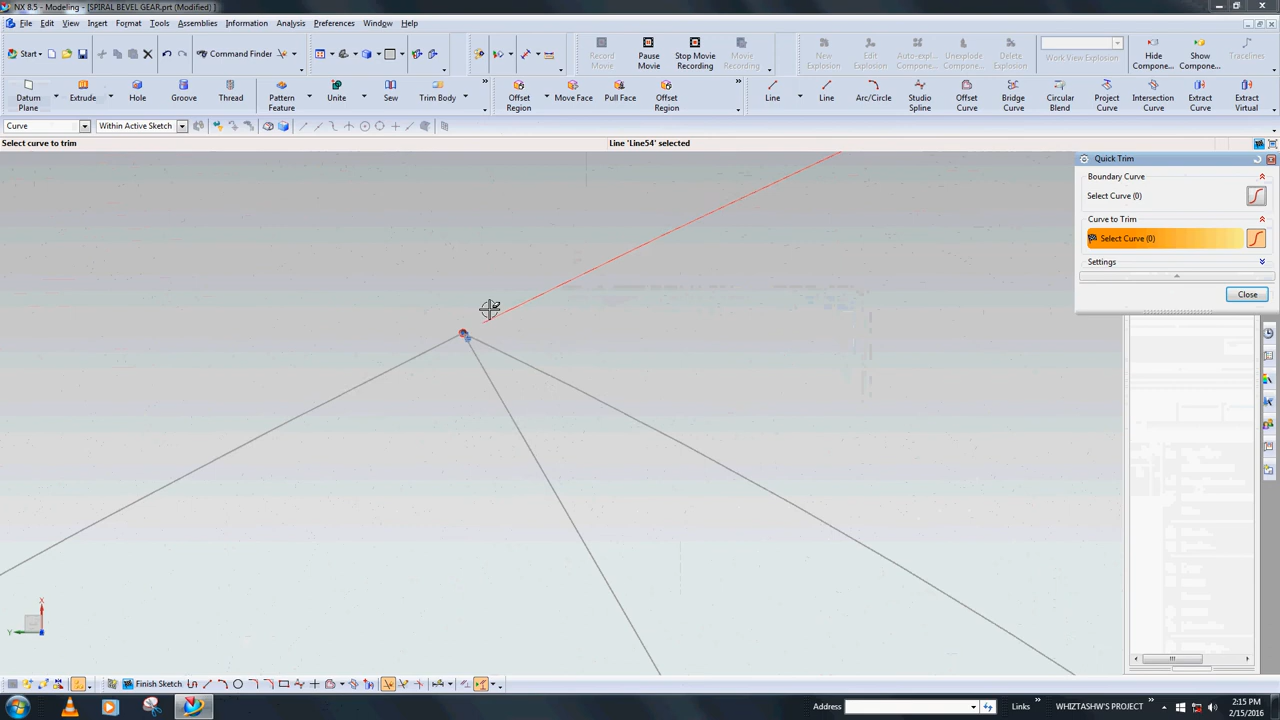 NX 8.5 - Modeling - [SPIRAL BEVEL GEAR.prt (Modified) ]
File Edit View Insert Format Tools Assemblies Information Analysis Preferences Window Help
Start Command Finder
Record Movie
Pause Movie
Stop Movie Recording
Movie Recording
New Explosion
Edit Explosion
Auto-expl... Compone...
Unexplode Compone...
Delete Explosion
Work View Explosion
Hide Compone...
Show Compone...
Tracelines
Datum Plane
Extrude
Hole
Groove
Thread
Pattern Feature
Unite
Sew
Trim Body
Offset Region
Move Face
Pull Face
Offset Region
Line
Line
Arc/Circle
Studio Spline
Offset Curve
Bridge Curve
Circular Blend
Project Curve
Intersection Curve
Extract Curve
Extract Virtual
Curve
Within Active Sketch
Select curve to trim
Line 'Line54' selected
Quick Trim
Boundary Curve
Select Curve (0)
Curve to Trim
Select Curve (0)
Settings
Close
X
Y
Finish Sketch
Address
Links
WHIZTASHW'S PROJECT
2:15 PM
2/15/2016